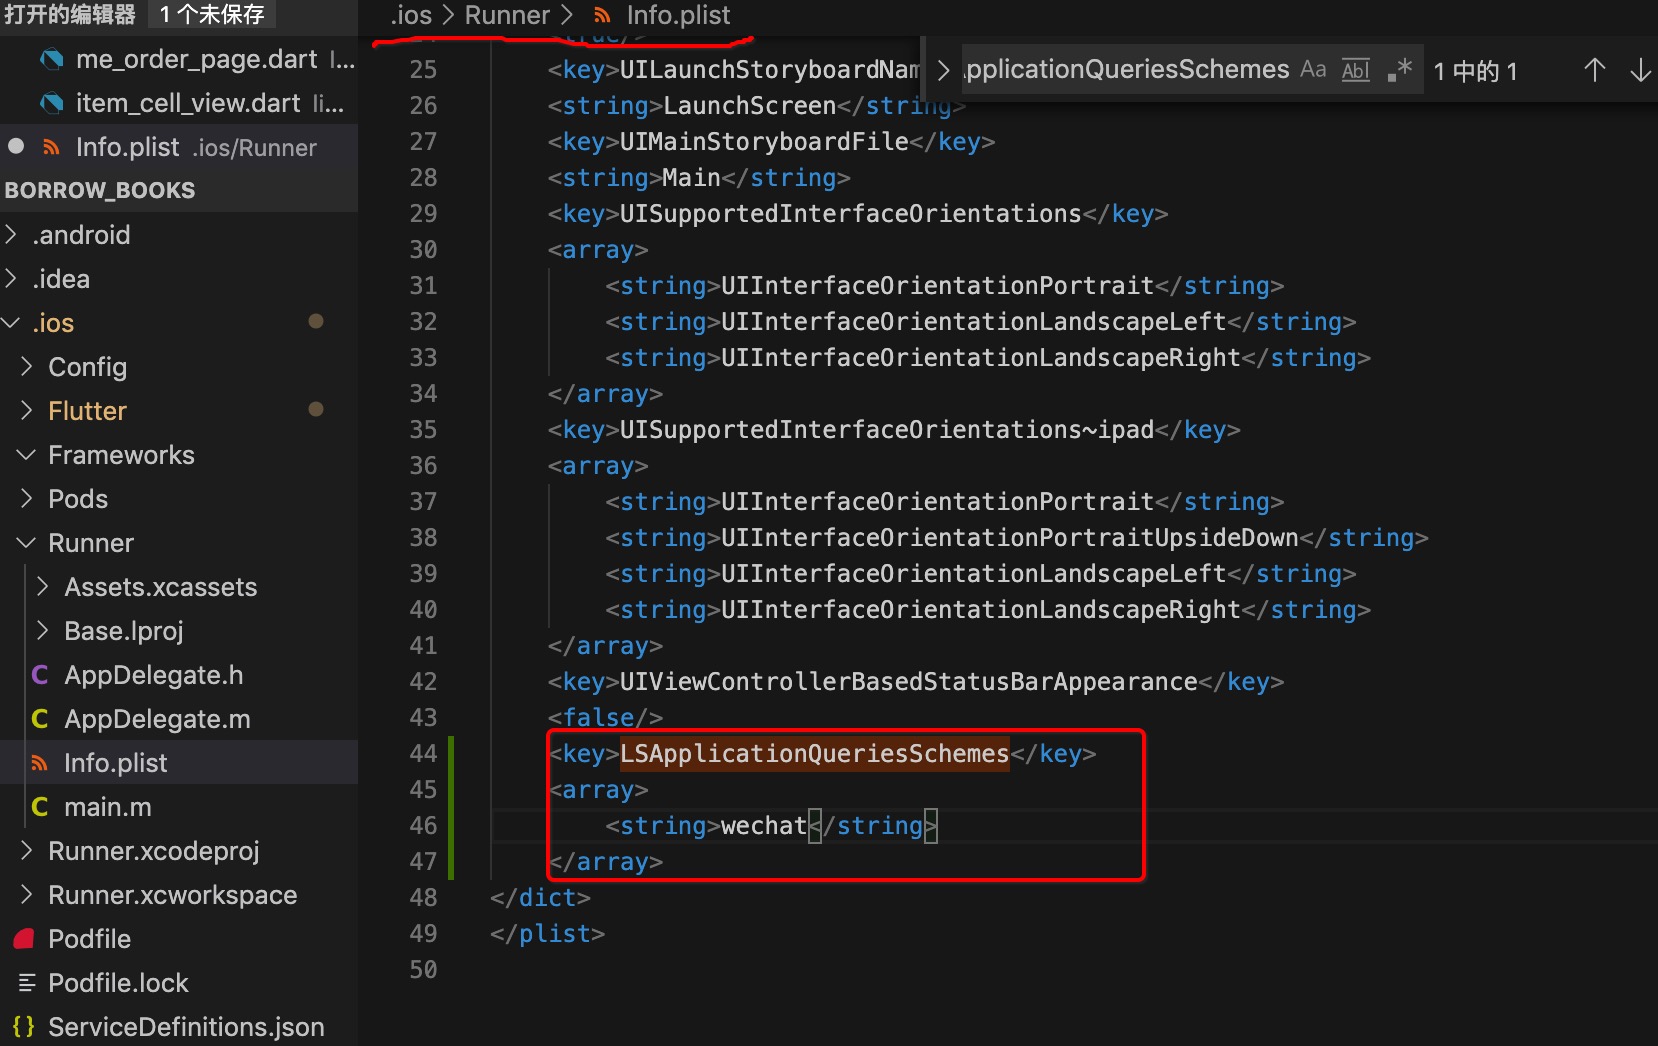 打开的编辑器 1 个未保存
me_order_page.dart l...
item_cell_view.dart li...
Info.plist .ios/Runner
BORROW_BOOKS
.android
.idea
.ios
Config
Flutter
Frameworks
Pods
Runner
Assets.xcassets
Base.lproj
C AppDelegate.h
C AppDelegate.m
Info.plist
C main.m
Runner.xcodeproj
Runner.xcworkspace
Podfile
Podfile.lock
{} ServiceDefinitions.json
.ios > Runner > Info.plist
pplicationQueriesSchemes Aa Abl .* 1 中的 1
24 <true/>
25 <key>UILaunchStoryboardNam
26 <string>LaunchScreen</string>
27 <key>UIMainStoryboardFile</key>
28 <string>Main</string>
29 <key>UISupportedInterfaceOrientations</key>
30 <array>
31 <string>UIInterfaceOrientationPortrait</string>
32 <string>UIInterfaceOrientationLandscapeLeft</string>
33 <string>UIInterfaceOrientationLandscapeRight</string>
34 </array>
35 <key>UISupportedInterfaceOrientations~ipad</key>
36 <array>
37 <string>UIInterfaceOrientationPortrait</string>
38 <string>UIInterfaceOrientationPortraitUpsideDown</string>
39 <string>UIInterfaceOrientationLandscapeLeft</string>
40 <string>UIInterfaceOrientationLandscapeRight</string>
41 </array>
42 <key>UIViewControllerBasedStatusBarAppearance</key>
43 <false/>
44 <key>LSApplicationQueriesSchemes</key>
45 <array>
46 <string>wechat</string>
47 </array>
48 </dict>
49 </plist>
50